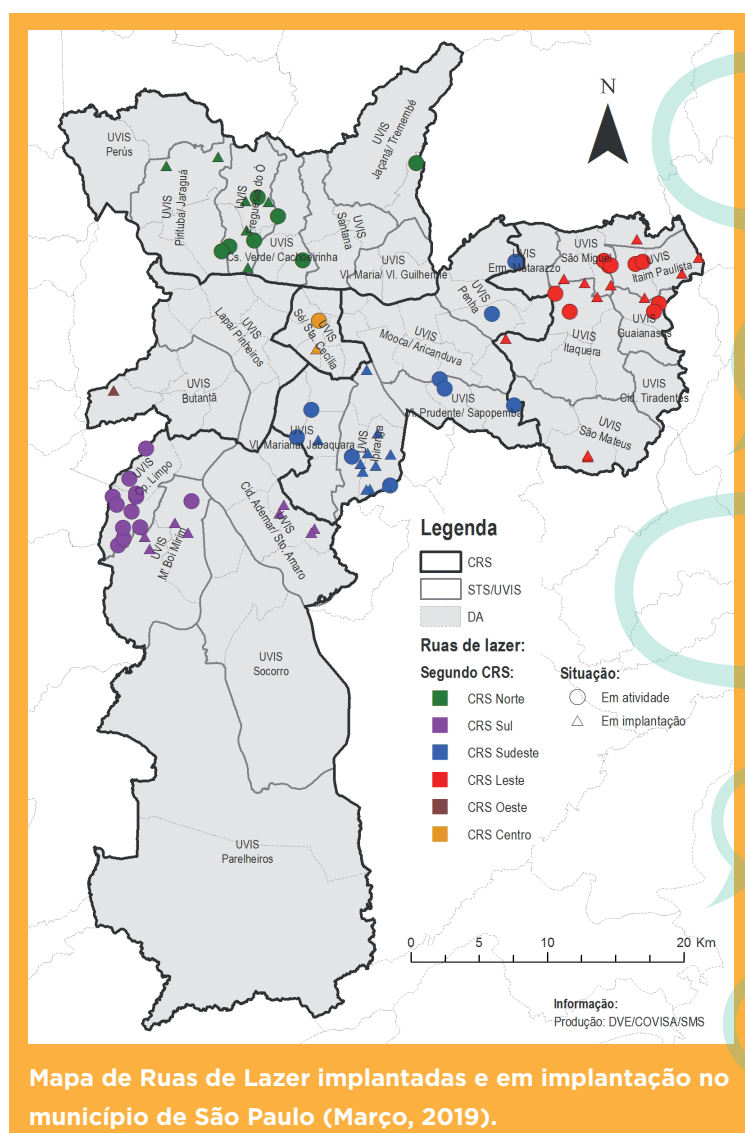 N
UVIS
Perús
UVIS
Pirituba/ Jaraguá
UVIS
Freguesia do Ó
UVIS
Cs. Verde/ Cachoeirinha
UVIS
Santana
UVIS
Jaçanã/ Tremembé
UVIS
Vl. Maria/ Vl. Guilherme
UVIS
Erm. Matarazzo
UVIS
São Miguel
UVIS
Itaim Paulista
UVIS
Penha
UVIS
Lapa/ Pinheiros
UVIS
Sé/ Sta. Cecília
UVIS
Mooca/ Aricanduva
UVIS
Itaquera
UVIS
Guaianases
UVIS
Butantã
UVIS
Vl. Prudente/ Sapopemba
UVIS
Cid. Tiradentes
UVIS
São Mateus
UVIS
Vl. Mariana/ Jabaquara
UVIS
Ipiranga
UVIS
Cp. Limpo
UVIS
M' Boi Mirim
UVIS
Cid. Ademar/ Sto. Amaro
UVIS
Socorro
UVIS
Parelheiros
Legenda
CRS
STS/UVIS
DA
Ruas de lazer:
Segundo CRS:
CRS Norte
CRS Sul
CRS Sudeste
CRS Leste
CRS Oeste
CRS Centro
Situação:
Em atividade
Em implantação
0 5 10 20 Km
Informação:
Produção: DVE/COVISA/SMS
Mapa de Ruas de Lazer implantadas e em implantação no
município de São Paulo (Março, 2019).